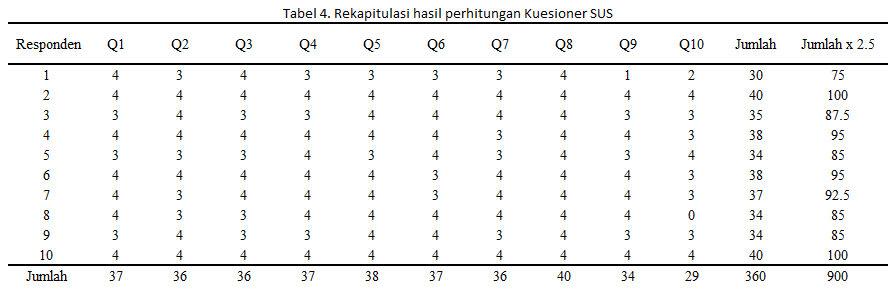 Tabel 4. Rekapitulasi hasil perhitungan Kuesioner SUS
Responden Q1 Q2 Q3 Q4 Q5 Q6 Q7 Q8 Q9 Q10 Jumlah Jumlah x 2.5
1 4 3 4 3 3 3 3 4 1 2 30 75
2 4 4 4 4 4 4 4 4 4 4 40 100
3 3 4 3 3 4 4 4 4 3 3 35 87.5
4 4 4 4 4 4 4 3 4 4 3 38 95
5 3 3 3 4 3 4 3 4 3 4 34 85
6 4 4 4 4 4 3 4 4 4 3 38 95
7 4 3 4 4 4 3 4 4 4 3 37 92.5
8 4 3 3 4 4 4 4 4 4 0 34 85
9 3 4 3 3 4 4 3 4 3 3 34 85
10 4 4 4 4 4 4 4 4 4 4 40 100
Jumlah 37 36 36 37 38 37 36 40 34 29 360 900